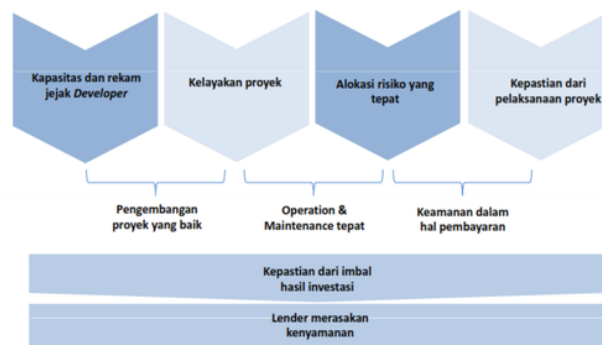 Kapasitas dan rekam
jejak Developer
Kelayakan proyek
Alokasi risiko yang
tepat
Kepastian dari
pelaksanaan proyek
Pengembangan
proyek yang baik
Operation &
Maintenance tepat
Keamanan dalam
hal pembayaran
Kepastian dari imbal
hasil investasi
Lender merasakan
kenyamanan